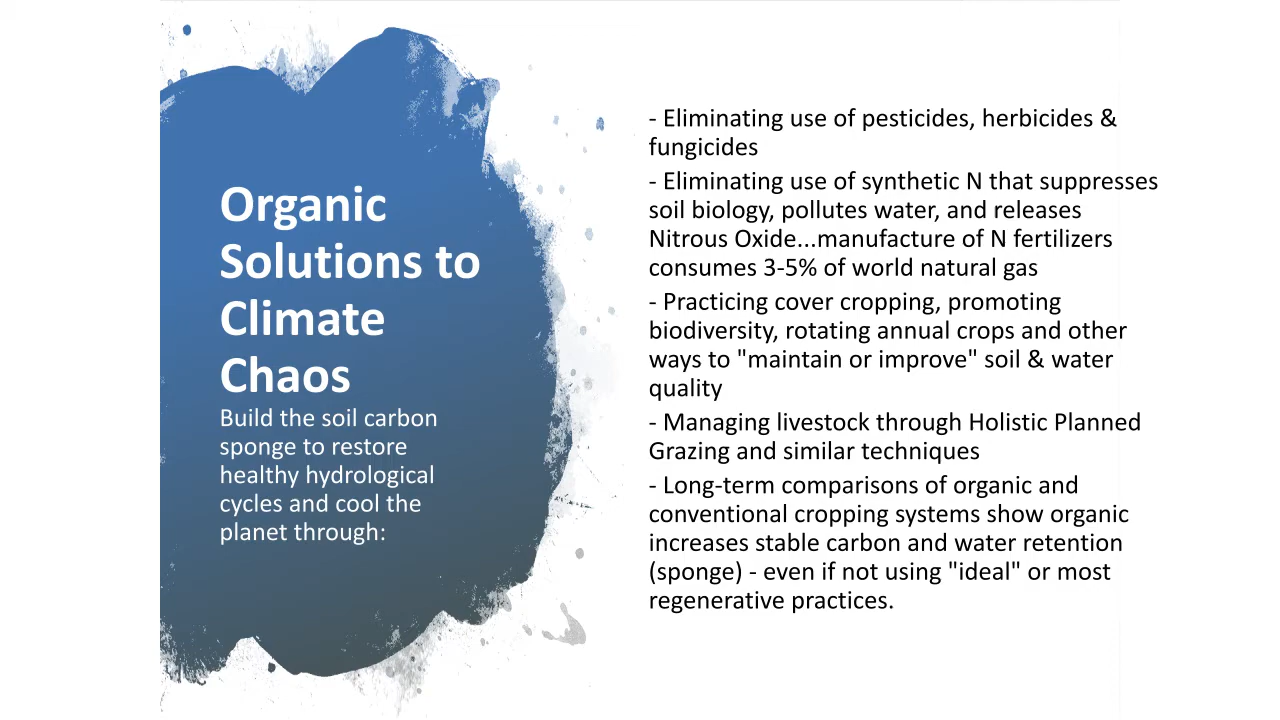 Organic
Solutions to
Climate
Chaos
Build the soil carbon
sponge to restore
healthy hydrological
cycles and cool the
planet through:
- Eliminating use of pesticides, herbicides &
fungicides
- Eliminating use of synthetic N that suppresses
soil biology, pollutes water, and releases
Nitrous Oxide...manufacture of N fertilizers
consumes 3-5% of world natural gas
- Practicing cover cropping, promoting
biodiversity, rotating annual crops and other
ways to "maintain or improve" soil & water
quality
- Managing livestock through Holistic Planned
Grazing and similar techniques
- Long-term comparisons of organic and
conventional cropping systems show organic
increases stable carbon and water retention
(sponge) - even if not using "ideal" or most
regenerative practices.